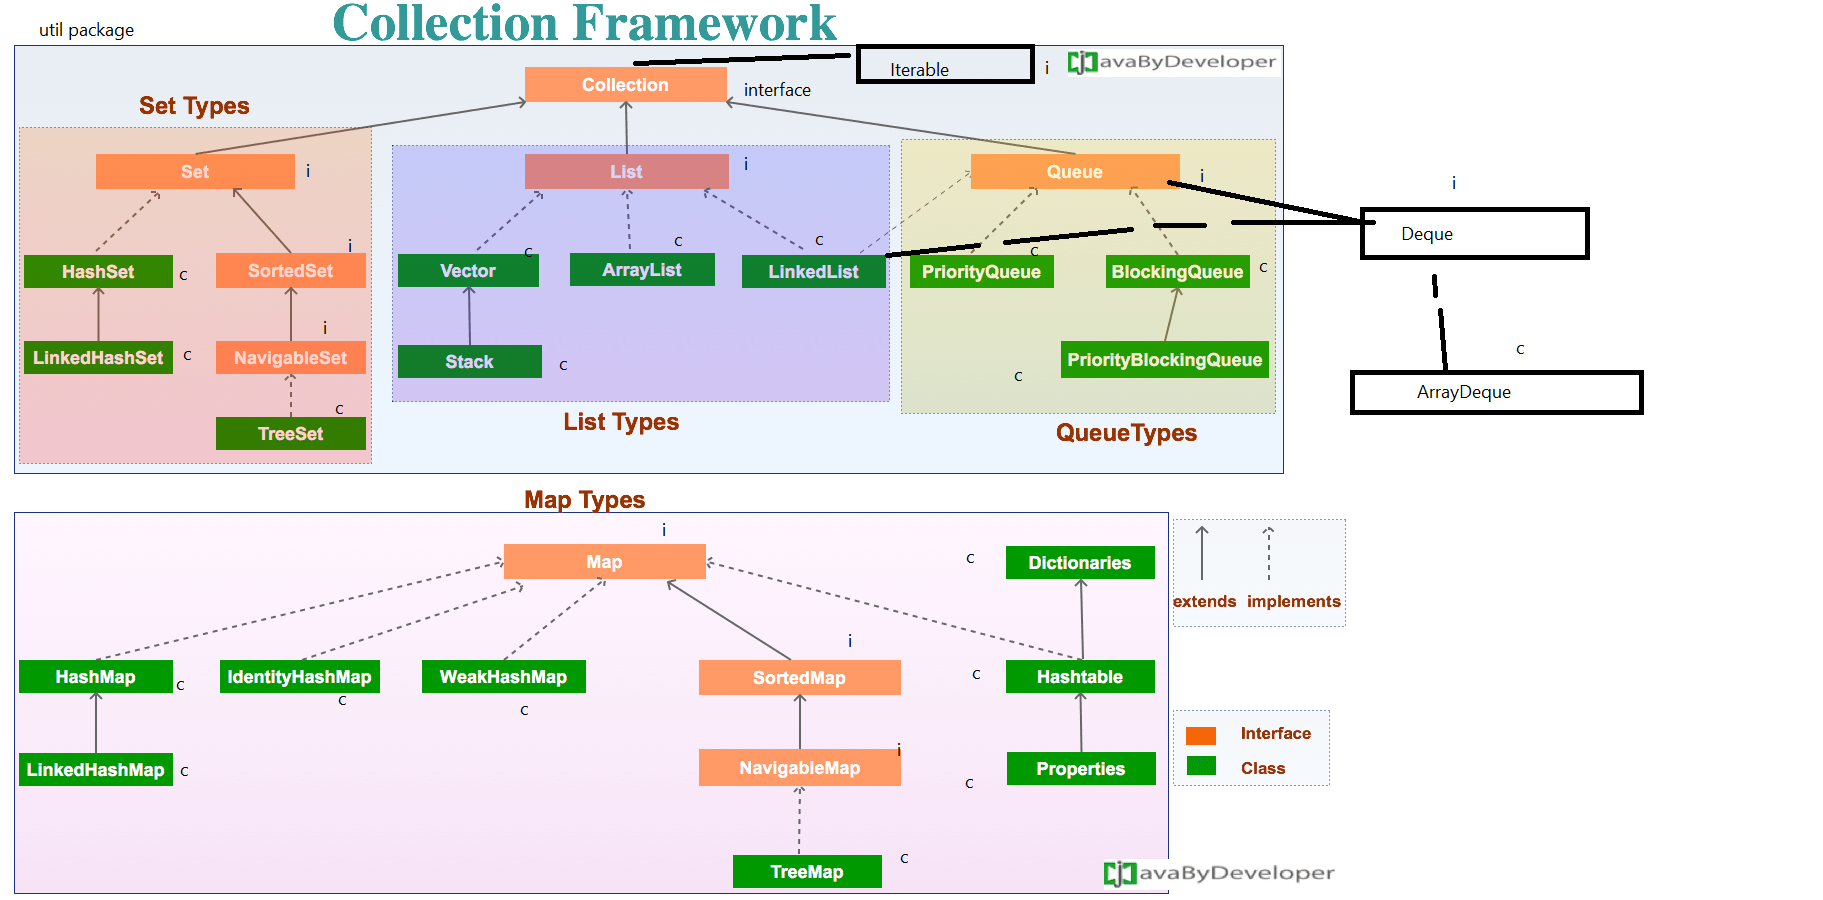 util package
Collection Framework
Iterable
i
avaByDeveloper
Collection
interface
Set Types
Set
i
List
i
Queue
i
i
Deque
HashSet
c
SortedSet
i
Vector
c
ArrayList
c
LinkedList
c
PriorityQueue
c
BlockingQueue
c
LinkedHashSet
c
NavigableSet
i
Stack
c
PriorityBlockingQueue
c
c
ArrayDeque
TreeSet
c
List Types
QueueTypes
Map Types
i
Map
c
Dictionaries
extends implements
HashMap
c
IdentityHashMap
c
WeakHashMap
c
i
SortedMap
c
Hashtable
LinkedHashMap
c
NavigableMap
i
c
Properties
Interface
Class
TreeMap
c
avaByDeveloper